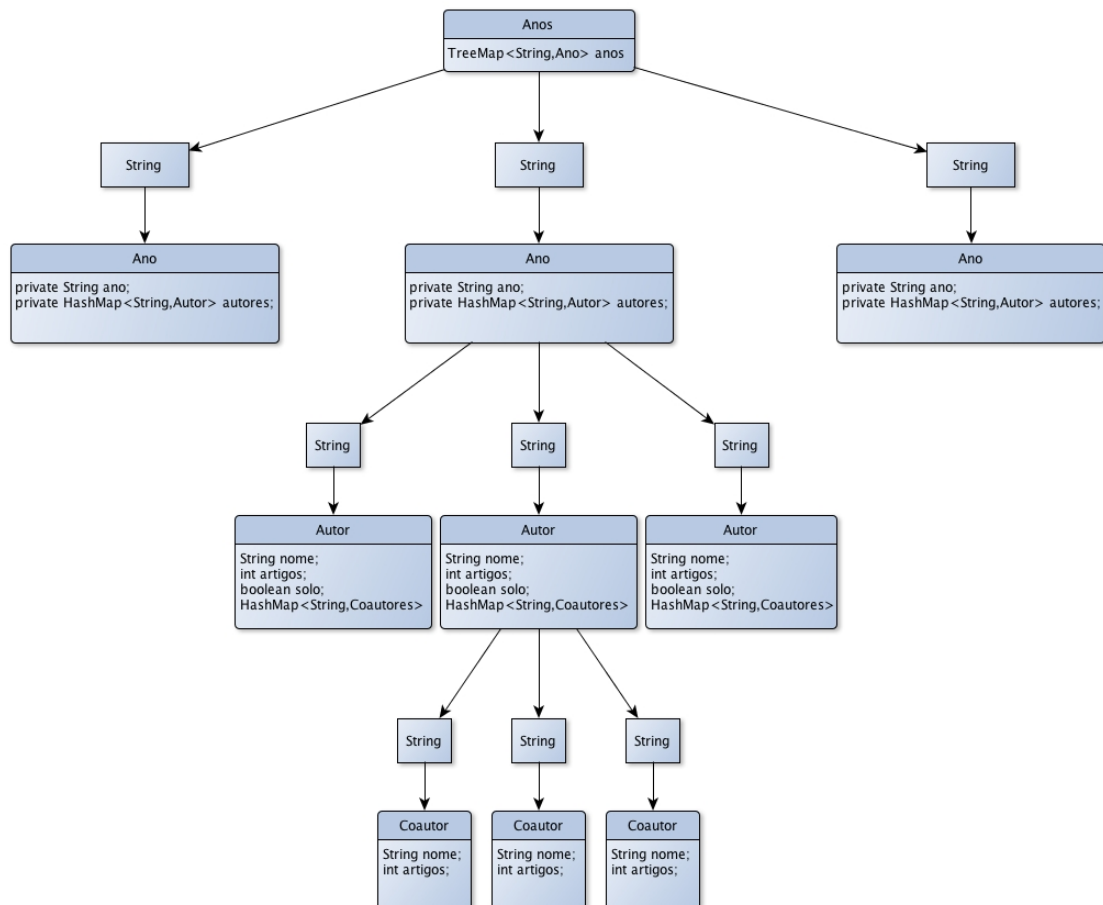 Anos
TreeMap<String,Ano> anos
String
String
String
Ano
private String ano;
private HashMap<String,Autor> autores;
Ano
private String ano;
private HashMap<String,Autor> autores;
Ano
private String ano;
private HashMap<String,Autor> autores;
String
String
String
Autor
String nome;
int artigos;
boolean solo;
HashMap<String,Coautores>
Autor
String nome;
int artigos;
boolean solo;
HashMap<String,Coautores>
Autor
String nome;
int artigos;
boolean solo;
HashMap<String,Coautores>
String
String
String
Coautor
String nome;
int artigos;
Coautor
String nome;
int artigos;
Coautor
String nome;
int artigos;